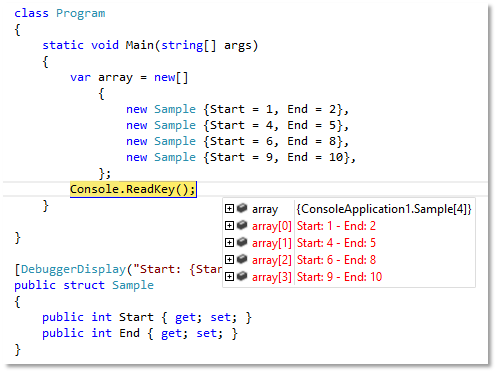 class Program
{
    static void Main(string[] args)
    {
        var array = new[]
            {
                new Sample {Start = 1, End = 2},
                new Sample {Start = 4, End = 5},
                new Sample {Start = 6, End = 8},
                new Sample {Start = 9, End = 10},
            };
        Console.ReadKey();
    }
array {ConsoleApplication1.Sample[4]}
array[0] Start: 1 - End: 2
array[1] Start: 4 - End: 5
array[2] Start: 6 - End: 8
array[3] Start: 9 - End: 10
}
[DebuggerDisplay("Start: {Star
public struct Sample
{
    public int Start { get; set; }
    public int End { get; set; }
}